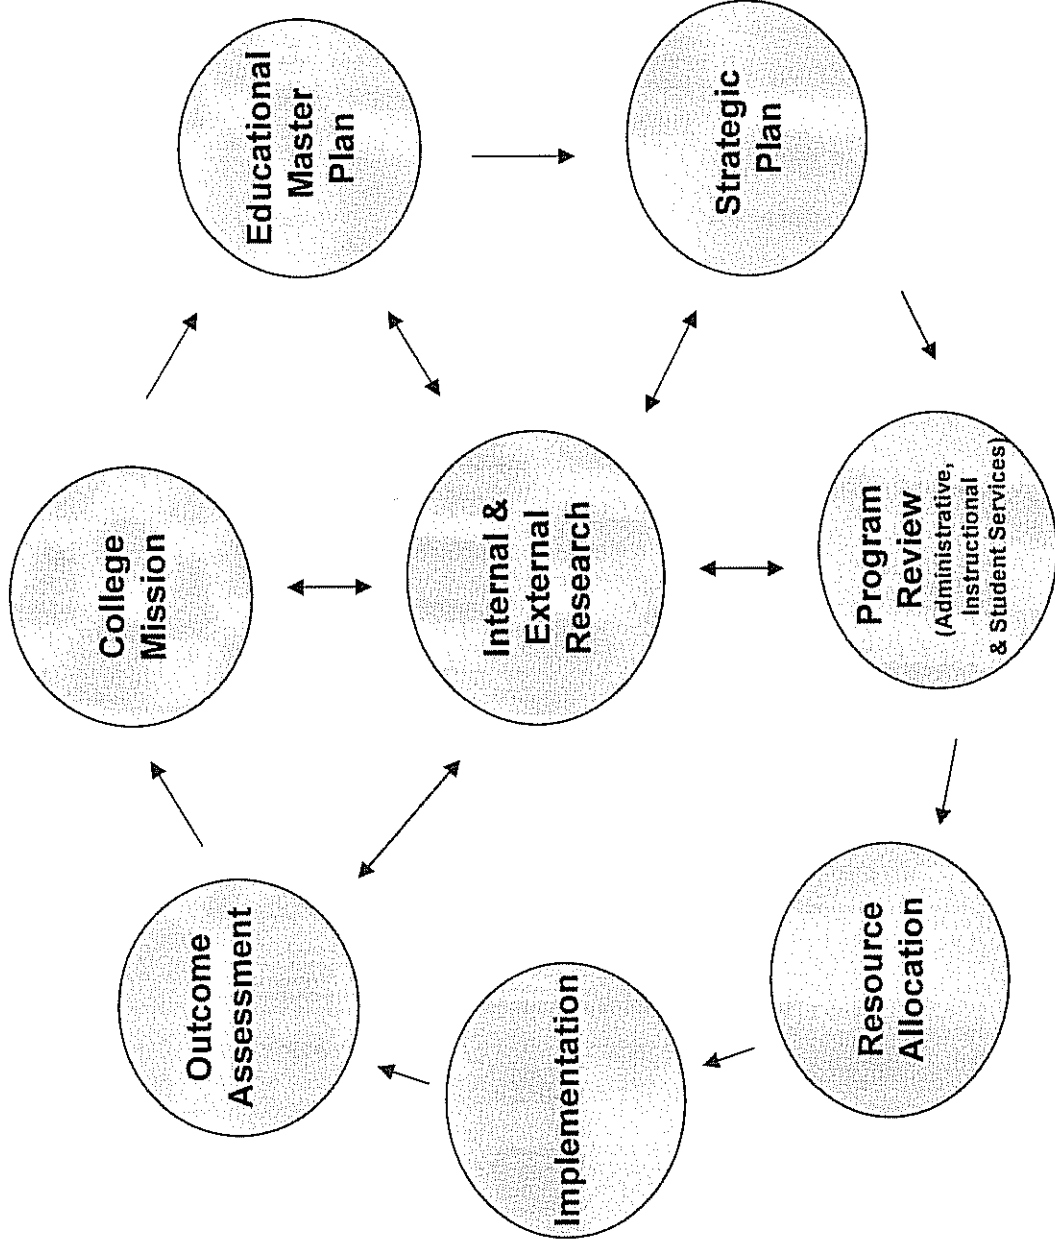 College
Mission
Educational
Master
Plan
Strategic
Plan
Program
Review
(Administrative,
Instructional
& Student Services)
Resource
Allocation
Implementation
Outcome
Assessment
Internal &
External
Research